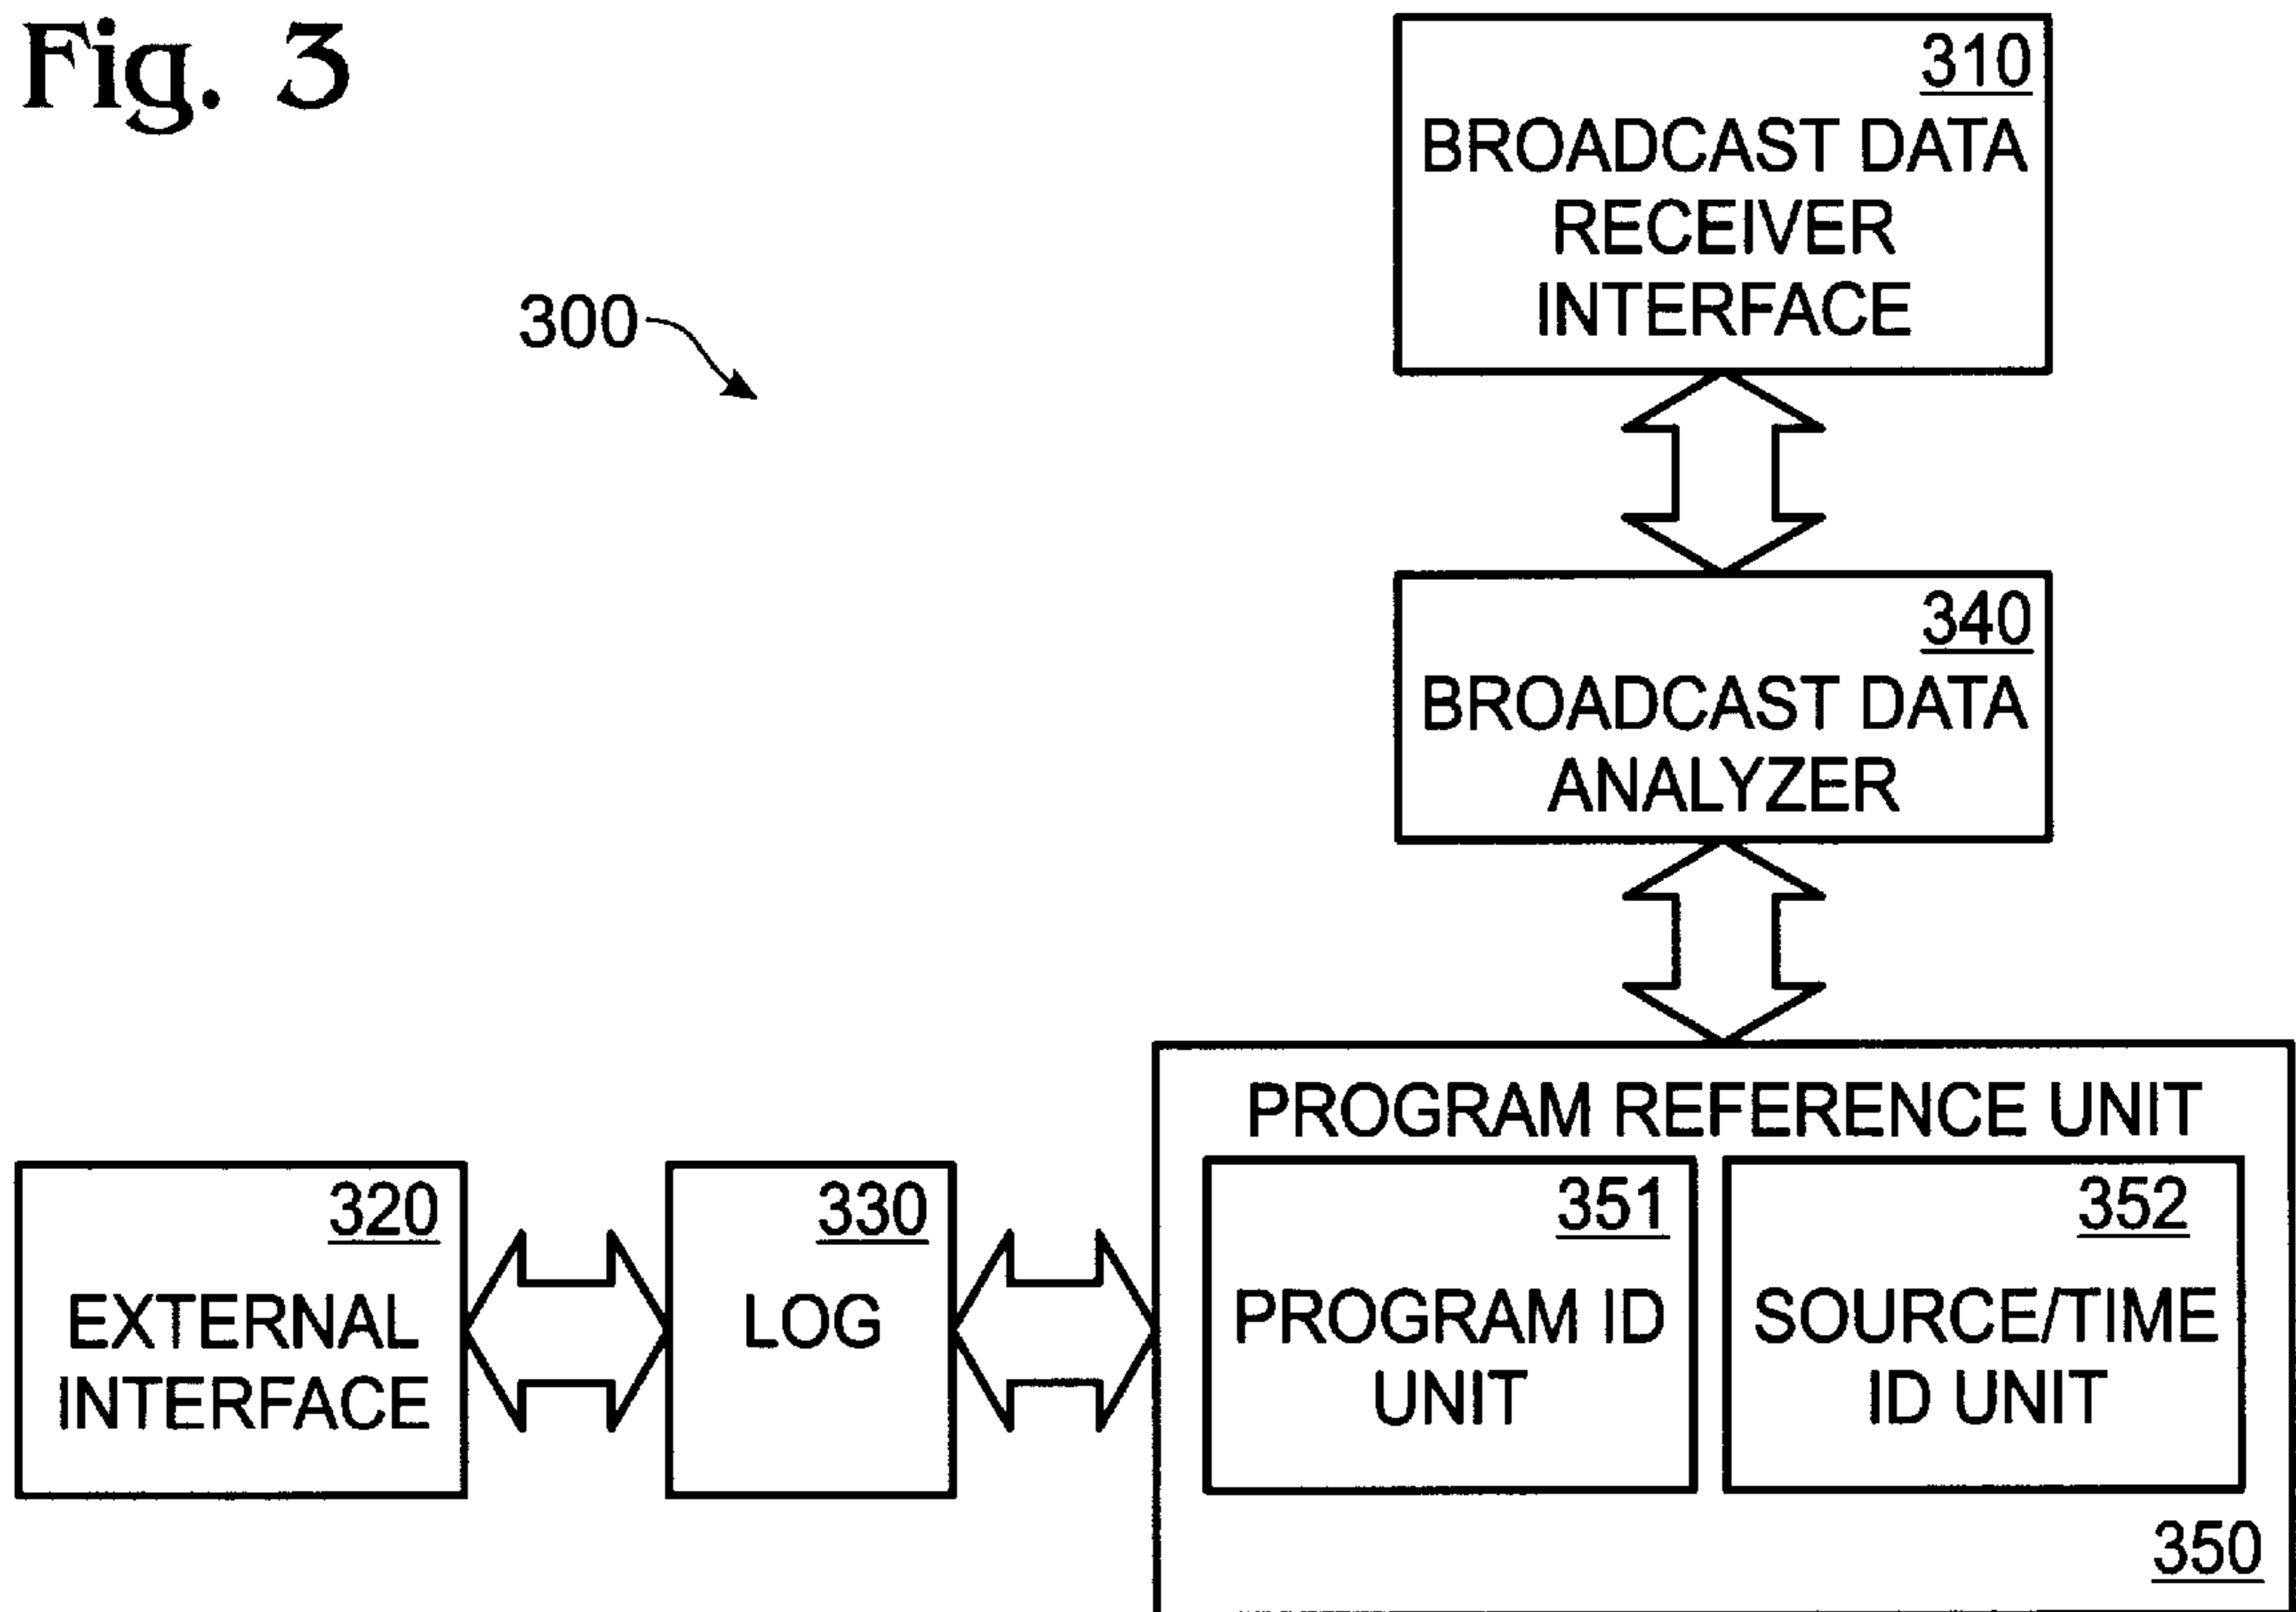 Fig. 3
310
BROADCAST DATA
RECEIVER
INTERFACE
300
340
BROADCAST DATA
ANALYZER
PROGRAM REFERENCE UNIT
320
EXTERNAL
INTERFACE
330
LOG
351
PROGRAM ID
UNIT
352
SOURCE/TIME
ID UNIT
350